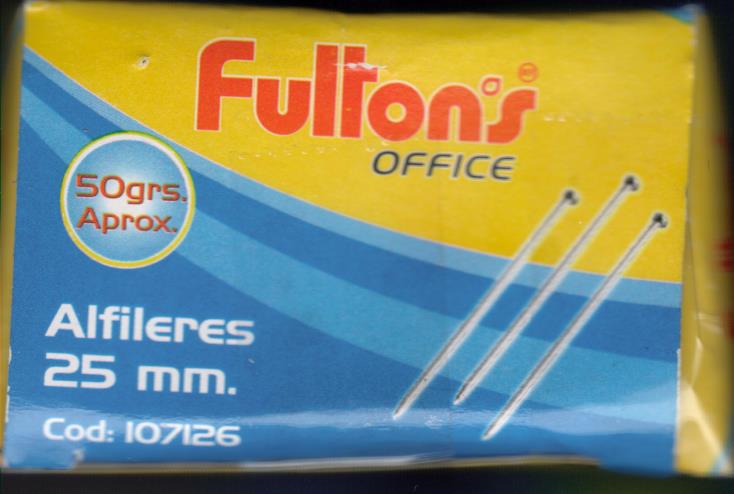 Fulton's
OFFICE
50grs.
Aprox.
Alfileres
25 mm.
Cod: 107126